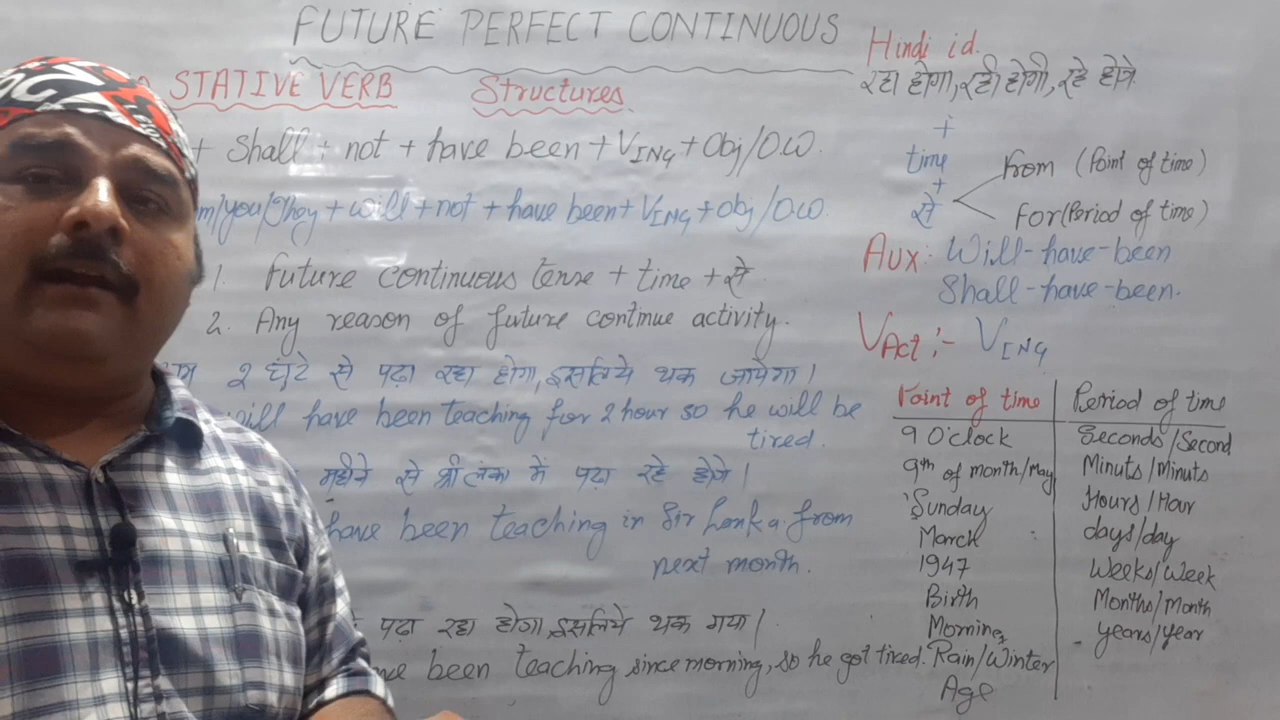 FUTURE PERFECT CONTINUOUS
STATIVE VERB
Structures
+ Shall + not + have been + VING + Obj/O.W.
/you/They + will + not + have been + VING + Obj/O.W.
1. Future continuous tense + time + से
2. Any reason of future continue activity.
2 घंटे से पढ़ा रहा होगा, इसलिये थक जायेगा।
will have been teaching for 2 hour so he will be
tired.
महीने से श्री लंका में पढ़ा रहे होगे।
have been teaching in Sir Lanka from
next month.
पढ़ा रहा होगा, इसलिये थक गया।
been teaching since morning, so he got tired.
Hindi id.
रहा होगा, रही होगी, रहे होगे
+
time
+
से
From (Point of time)
For (Period of time)
Aux: Will-have-been
Shall-have-been.
VAct :- VING
Point of time Period of time
9 O'clock Seconds/Second
9th of month/May Minuts/Minuts
Sunday Hours/Hour
March days/day
1947 Weeks/Week
Birth Months/Month
Morning years/year
Rain/Winter
Age